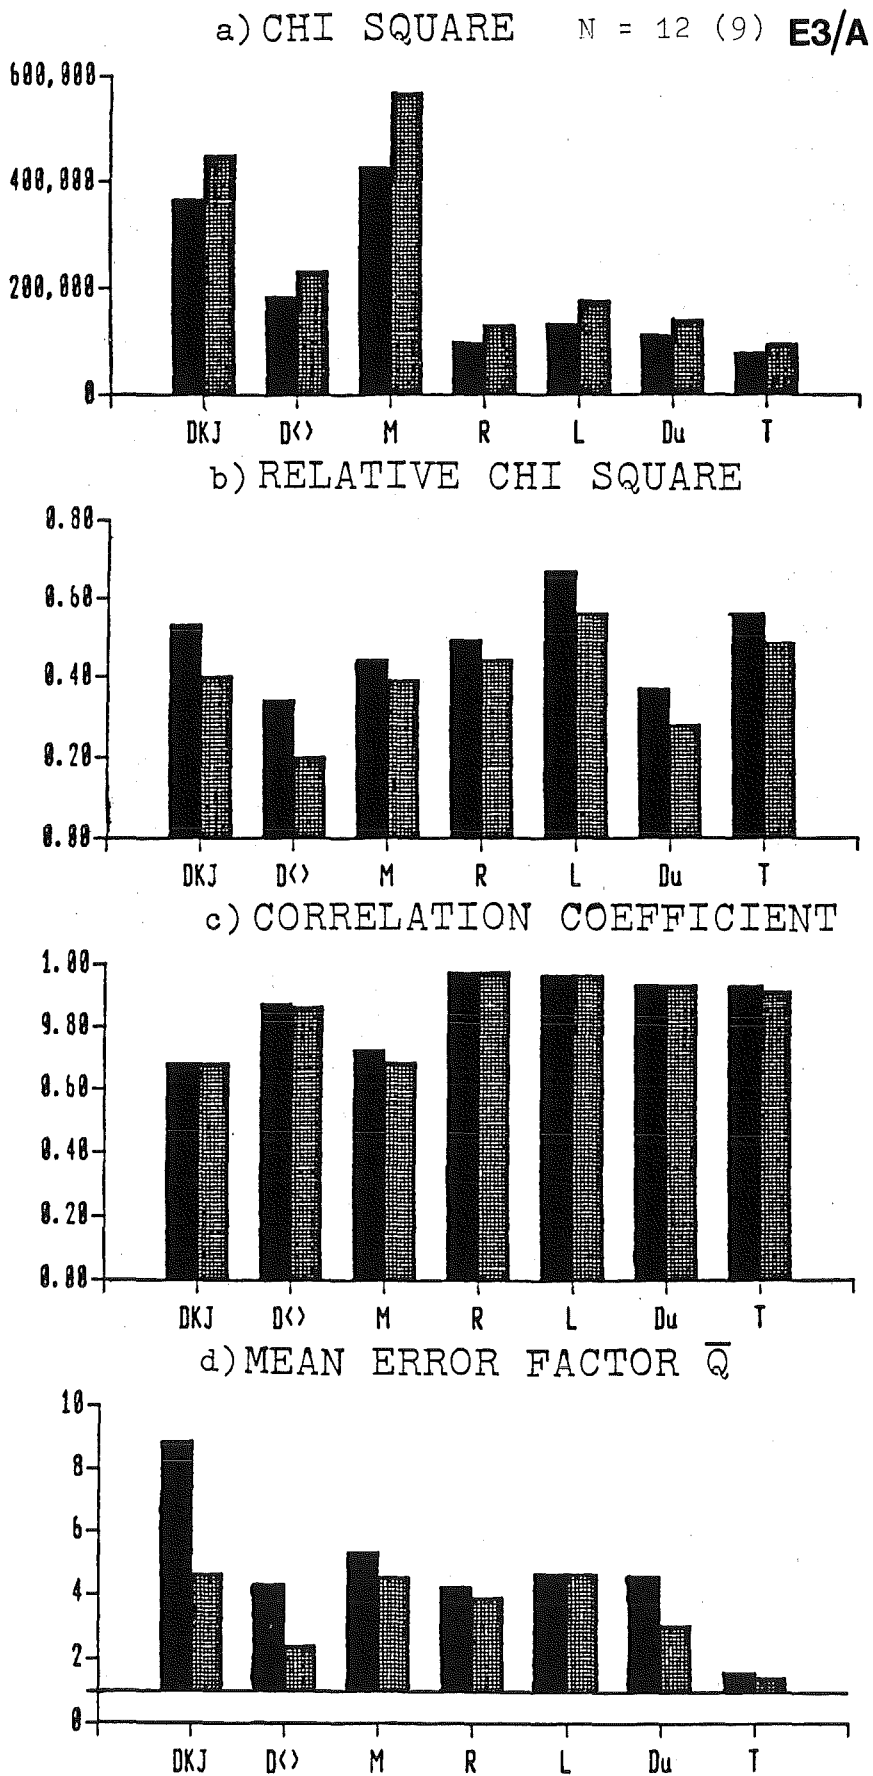 a) CHI SQUARE N = 12 (9) E3/A
600,000
400,000
200,000
0
DKJ D<> M R L Du T
b) RELATIVE CHI SQUARE
0.80
0.60
0.40
0.20
0.00
DKJ D<> M R L Du T
c) CORRELATION COEFFICIENT
1.00
0.80
0.60
0.40
0.20
0.00
DKJ D<> M R L Du T
d) MEAN ERROR FACTOR Q̅
10
8
6
4
2
0
DKJ D<> M R L Du T